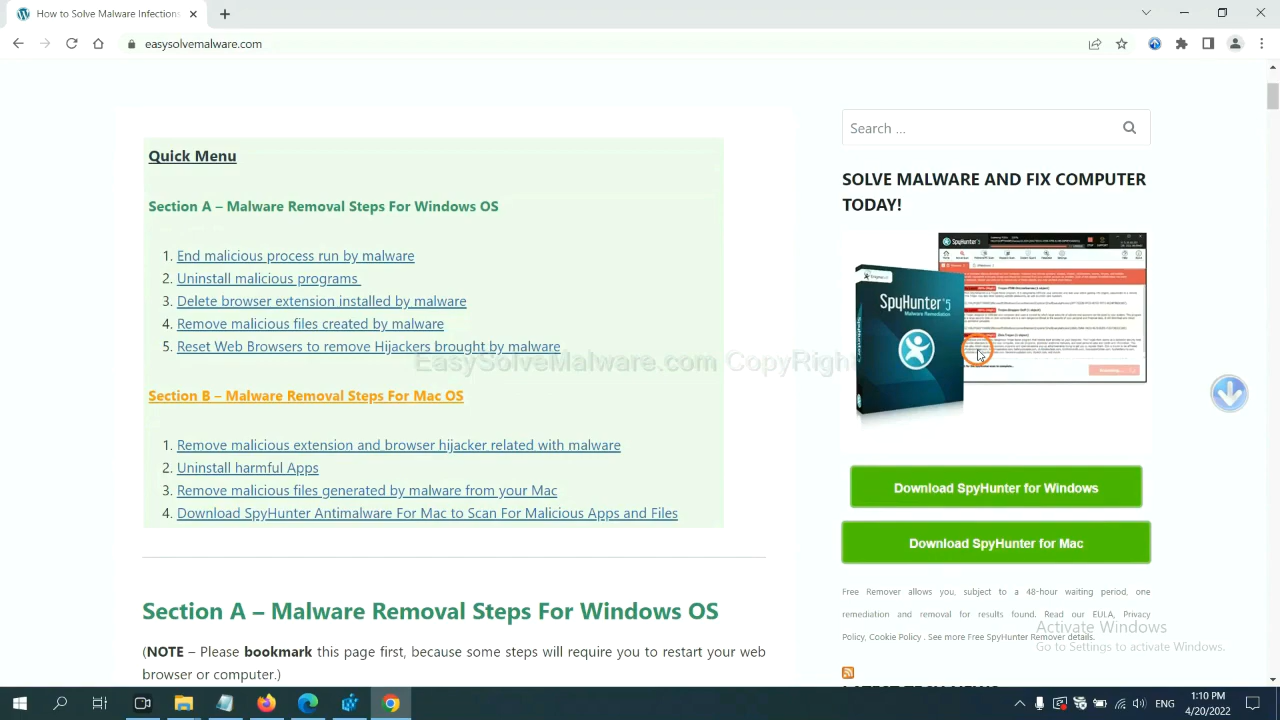 How to Solve Malware Infections
easysolvemalware.com
Search ...
Quick Menu
Section A – Malware Removal Steps For Windows OS
1. End malicious process run by malware
2. Uninstall malicious programs
3. Delete browser extension installed by malware
4. Remove malicious files created by malware
5. Reset Web Browser to remove Hijackers brought by malware
Section B – Malware Removal Steps For Mac OS
1. Remove malicious extension and browser hijacker related with malware
2. Uninstall harmful Apps
3. Remove malicious files generated by malware from your Mac
4. Download SpyHunter Antimalware For Mac to Scan For Malicious Apps and Files
Section A – Malware Removal Steps For Windows OS
(NOTE – Please bookmark this page first, because some steps will require you to restart your web
browser or computer.)
SOLVE MALWARE AND FIX COMPUTER
TODAY!
SpyHunter 5
SpyHunter 5
Malware Remediation
Download SpyHunter for Windows
Download SpyHunter for Mac
Free Remover allows you, subject to a 48-hour waiting period, one
remediation and removal for results found. Read our EULA, Privacy
Policy, Cookie Policy . See more Free SpyHunter Remover details.
Activate Windows
Go to Settings to activate Windows.
LATEST TECH NEWS
ENG
1:10 PM
4/20/2022